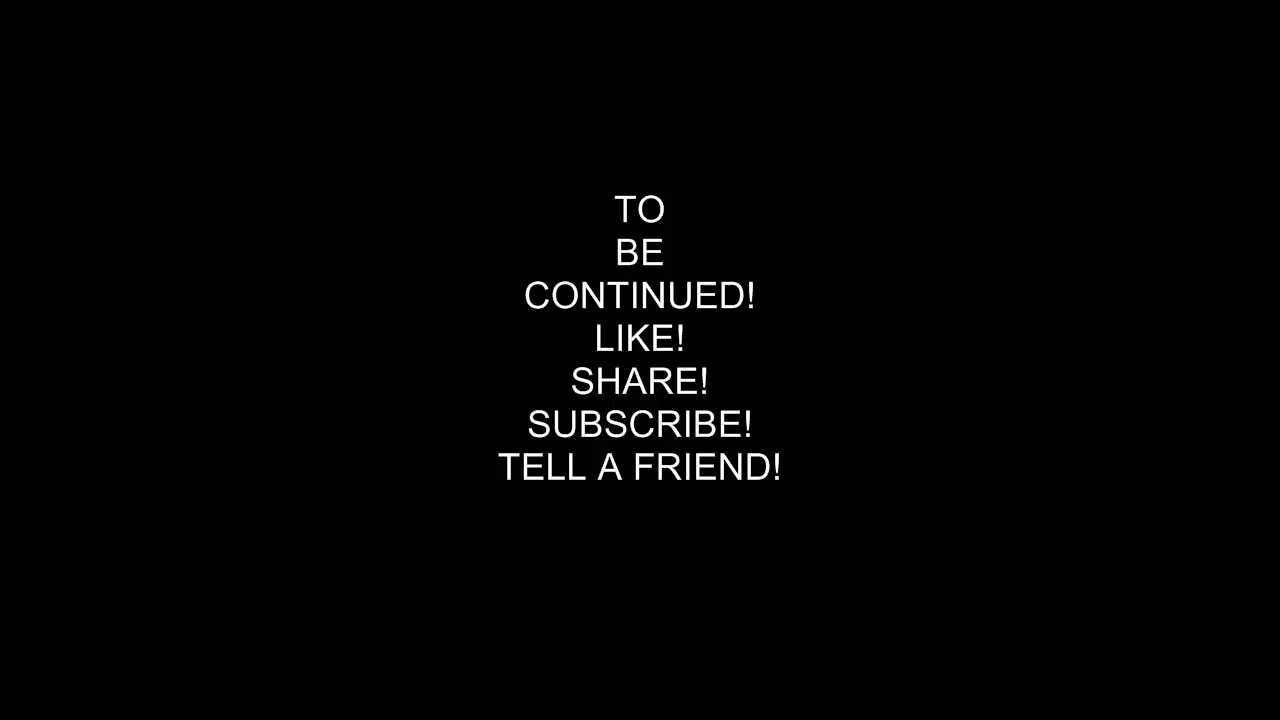 TO
BE
CONTINUED!
LIKE!
SHARE!
SUBSCRIBE!
TELL A FRIEND!